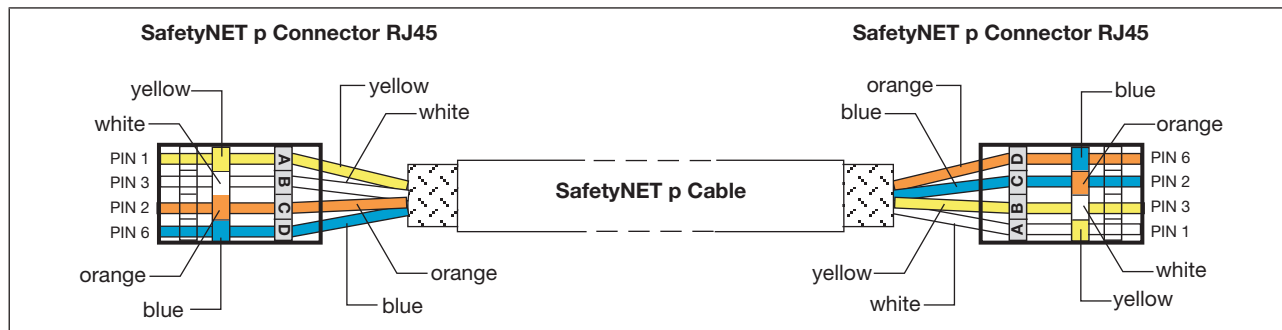 SafetyNET p Connector RJ45
SafetyNET p Connector RJ45
yellow
yellow
white
white
orange
blue
blue
orange
PIN 1
PIN 3
PIN 2
PIN 6
A
B
C
D
SafetyNET p Cable
D
C
B
A
PIN 6
PIN 2
PIN 3
PIN 1
orange
blue
orange
blue
yellow
white
white
yellow